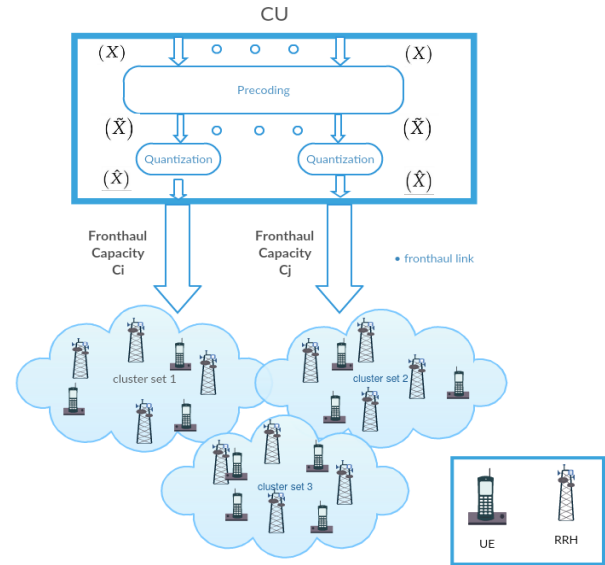 CU
(X) (X)
Precoding
(X̃) (X̃)
Quantization Quantization
(X̂) (X̂)
Fronthaul
Capacity
Ci
Fronthaul
Capacity
Cj
• fronthaul link
cluster set 1
cluster set 2
cluster set 3
UE
RRH